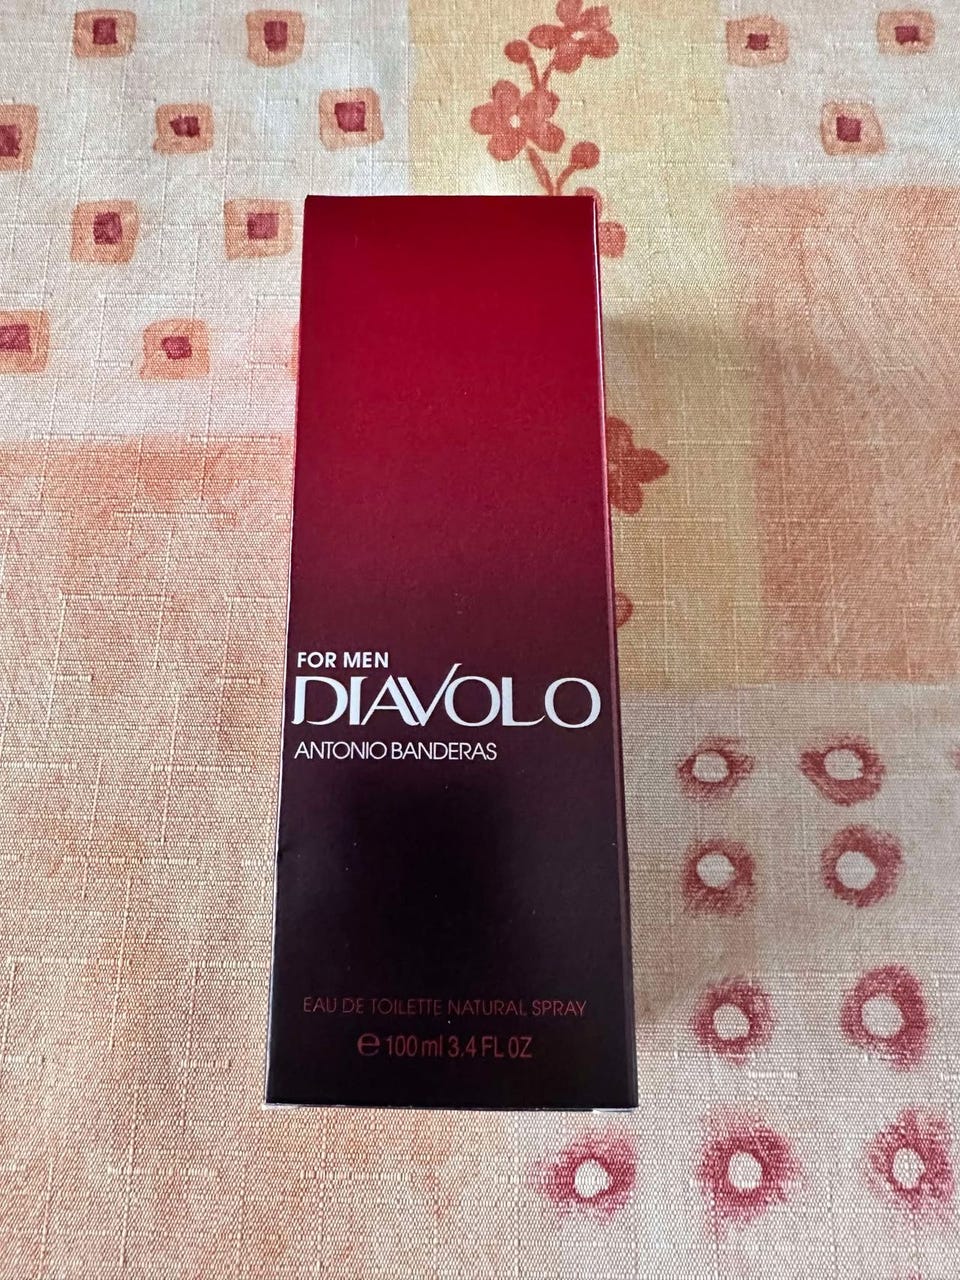 FOR MEN
DIAVOLO
ANTONIO BANDERAS
EAU DE TOILETTE NATURAL SPRAY
℮ 100 ml 3.4 FL OZ